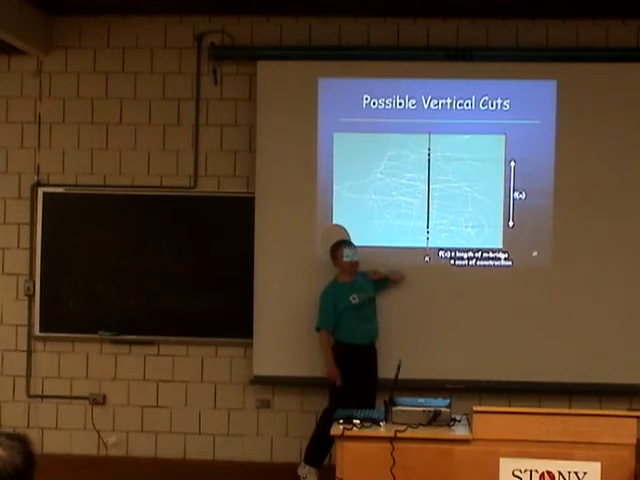 Possible Vertical Cuts
f(x)
x
f(x) = length of m-bridge
= cost of construction
STONY